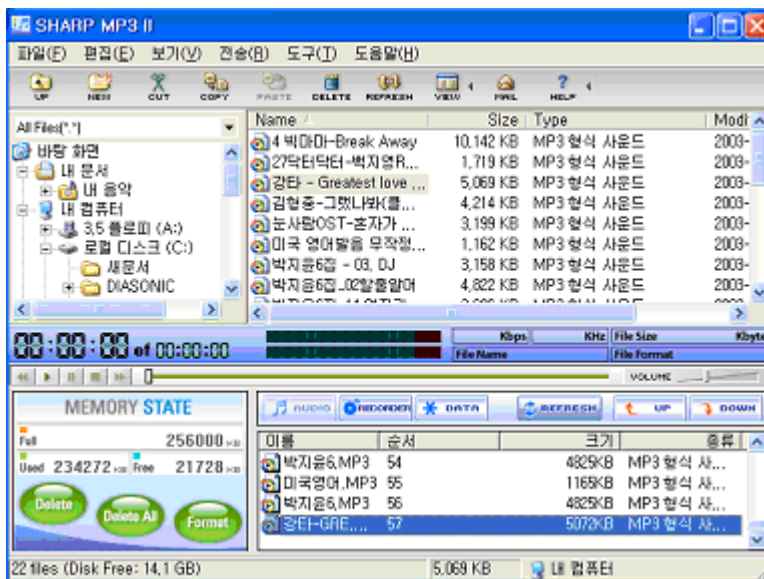 SHARP MP3 II
파일(F) 편집(E) 보기(V) 전송(R) 도구(T) 도움말(H)
UP NEW CUT COPY PASTE DELETE REFRESH VIEW MAIL HELP
All Files(*.*)
바탕 화면
내 문서
내 음악
내 컴퓨터
3,5 플로피 (A:)
로컬 디스크 (C:)
새문서
DIASONIC
Name Size Type Modi
4 빅마마-Break Away 10,142 KB MP3 형식 사운드 2003-
27닥터닥터-백지영R... 1,719 KB MP3 형식 사운드 2003-
강타 - Greatest love ... 5,069 KB MP3 형식 사운드 2003-
김형중-그랬나봐(클... 4,214 KB MP3 형식 사운드 2003-
눈사람OST-혼자가 ... 3,199 KB MP3 형식 사운드 2003-
미국 영어발음 무작정... 1,162 KB MP3 형식 사운드 2003-
박지윤6집 - 03, DJ 3,158 KB MP3 형식 사운드 2003-
박지윤6집_02할줄알어 4,822 KB MP3 형식 사운드 2003-
00:00:00 of 00:00:00
Kbps KHz File Size Kbyte
File Name File Format
VOLUME
MEMORY STATE
Full 256000
Used 234272 Free 21728
Delete Delete All Format
AUDIO RECORDER DATA REFRESH UP DOWN
이름 순서 크기 종류
박지윤6,MP3 54 4825KB MP3 형식 사...
미국영어,MP3 55 1165KB MP3 형식 사...
박지윤6,MP3 56 4825KB MP3 형식 사...
강타-GRE,... 57 5072KB MP3 형식 사...
22 files (Disk Free: 14,1 GB) 5,069 KB 내 컴퓨터